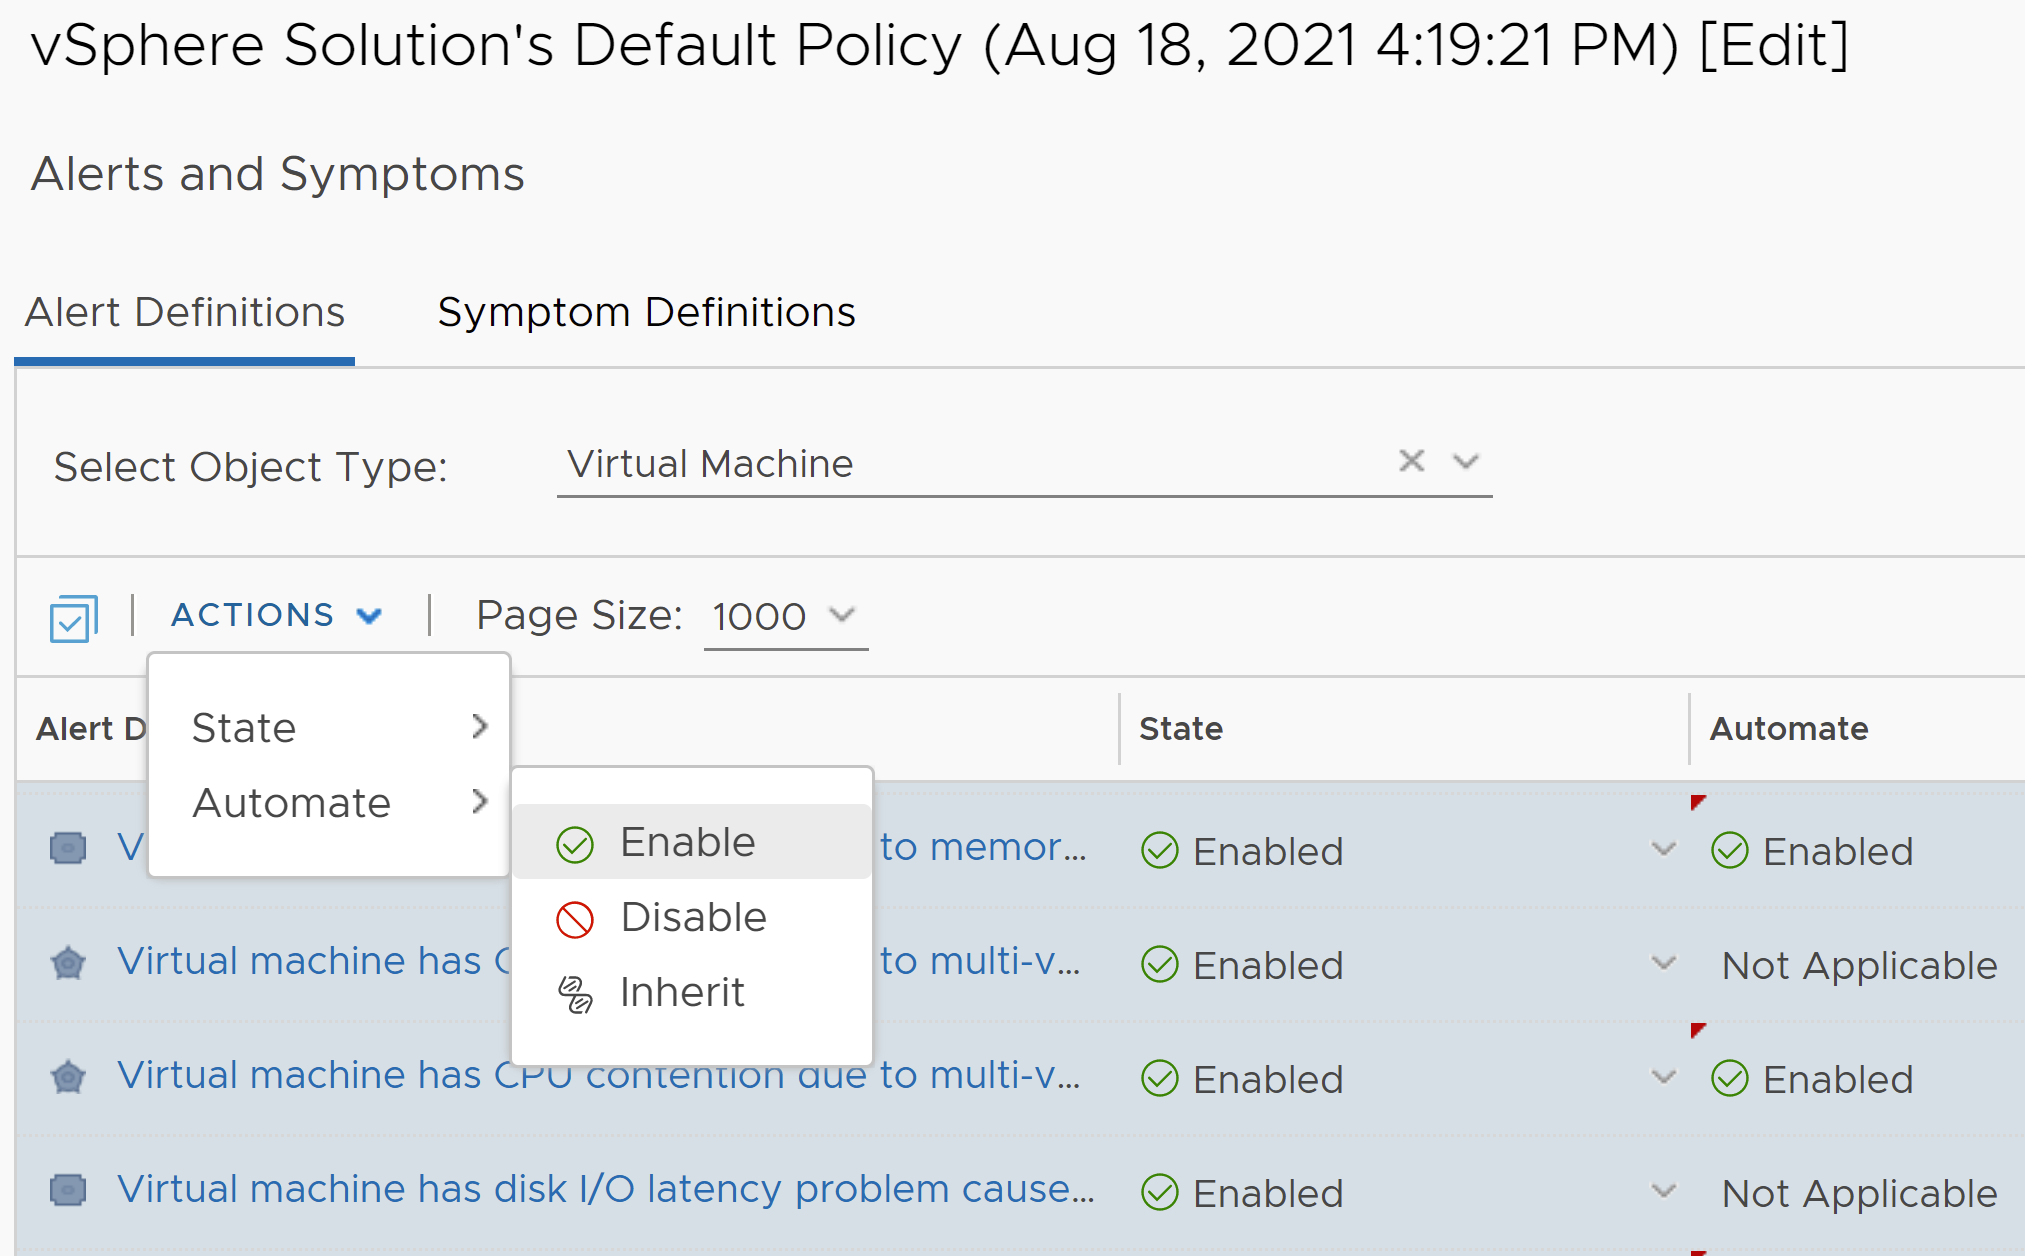 vSphere Solution's Default Policy (Aug 18, 2021 4:19:21 PM) [Edit]
Alerts and Symptoms
Alert Definitions Symptom Definitions
Select Object Type: Virtual Machine
ACTIONS Page Size: 1000
State
Automate
Enable
Disable
Inherit
Alert State Automate
to memor... Enabled Enabled
Virtual machine has to multi-v... Enabled Not Applicable
Virtual machine has CPU contention due to multi-v... Enabled Enabled
Virtual machine has disk I/O latency problem cause... Enabled Not Applicable